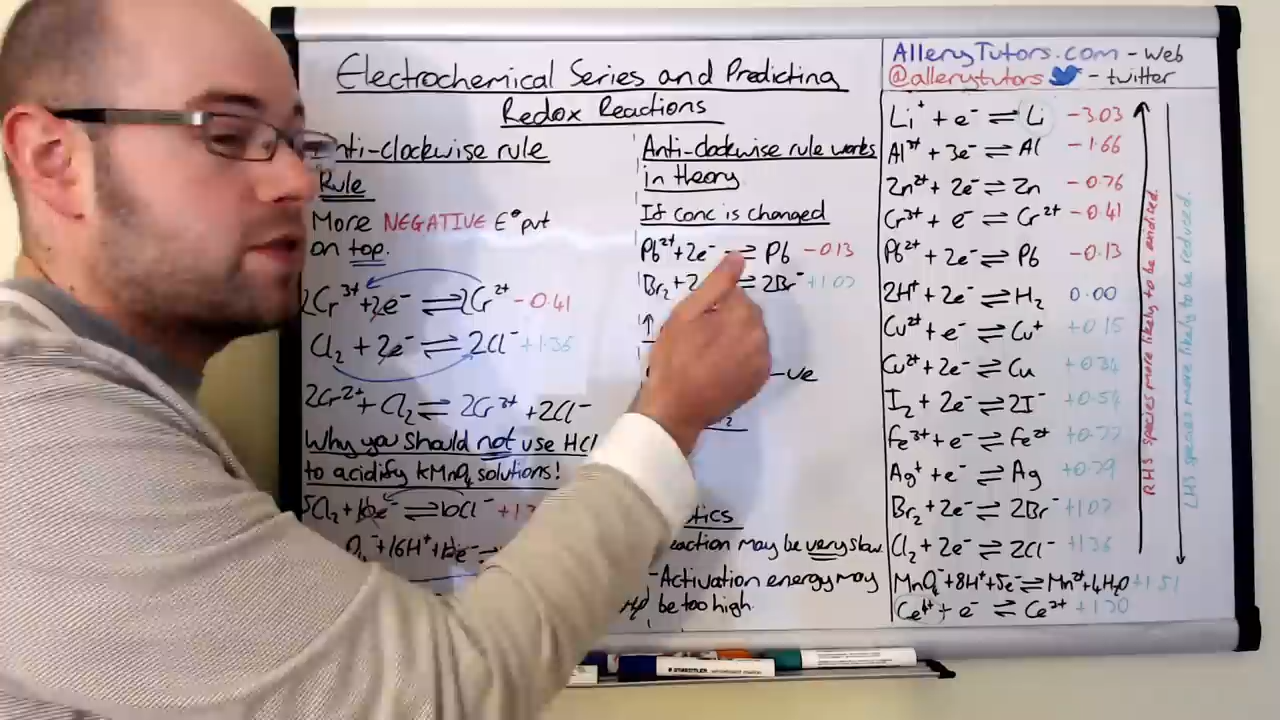 Electrochemical Series and Predicting
Redox Reactions
nti-clockwise rule
Rule
More NEGATIVE E⁰ put
on top.
2Cr³⁺ + 2e⁻ ⇌ 2Cr²⁺ -0.41
Cl₂ + 2e⁻ ⇌ 2Cl⁻ +1.36
2Cr²⁺ + Cl₂ ⇌ 2Cr³⁺ + 2Cl⁻
Why you should not use HCl
to acidify KMnO₄ solutions!
5Cl₂ + 10e⁻ ⇌ 10Cl⁻
+ 16H⁺ + 10e⁻
Anti-clockwise rule works
in theory
If conc is changed
Pb²⁺ + 2e⁻ ⇌ Pb -0.13
Br₂ + 2 ⇌ 2Br⁻ +1.07
↑
-ve
tics
eaction may be very slow.
-Activation energy may
be too high.
AlleryTutors.com - web
@allerytutors - twitter
Li⁺ + e⁻ ⇌ Li -3.03
Al³⁺ + 3e⁻ ⇌ Al -1.66
Zn²⁺ + 2e⁻ ⇌ Zn -0.76
Cr³⁺ + e⁻ ⇌ Cr²⁺ -0.41
Pb²⁺ + 2e⁻ ⇌ Pb -0.13
2H⁺ + 2e⁻ ⇌ H₂ 0.00
Cu²⁺ + e⁻ ⇌ Cu⁺ +0.15
Cu²⁺ + 2e⁻ ⇌ Cu +0.34
I₂ + 2e⁻ ⇌ 2I⁻ +0.54
Fe³⁺ + e⁻ ⇌ Fe²⁺ +0.77
Ag⁺ + e⁻ ⇌ Ag +0.79
Br₂ + 2e⁻ ⇌ 2Br⁻ +1.07
Cl₂ + 2e⁻ ⇌ 2Cl⁻ +1.36
MnO₄⁻ + 8H⁺ + 5e⁻ ⇌ Mn²⁺ + 4H₂O +1.51
Ce⁴⁺ + e⁻ ⇌ Ce³⁺ +1.70
RHS species more likely to be oxidised.
LHS species more likely to be reduced.
STAEDTLER